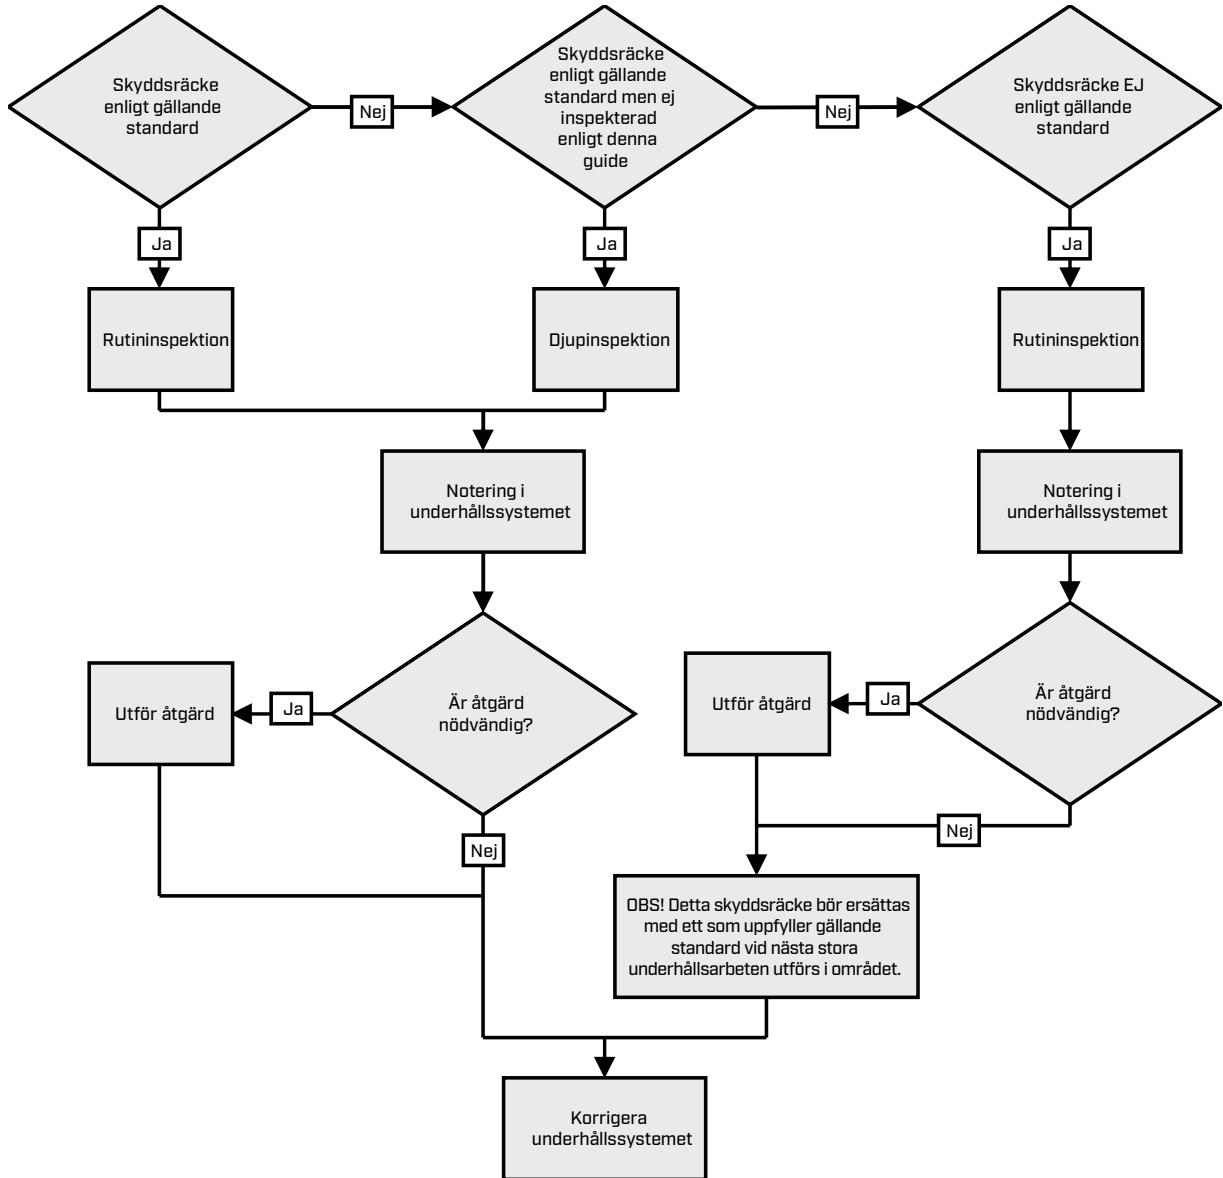 Skyddsräcke
enligt gällande
standard
Nej
Skyddsräcke
enligt gällande
standard men ej
inspekterad
enligt denna
guide
Nej
Skyddsräcke EJ
enligt gällande
standard
Ja
Ja
Ja
Rutininspektion
Djupinspektion
Rutininspektion
Notering i
underhållssystemet
Notering i
underhållssystemet
Utför åtgärd
Ja
Är åtgärd
nödvändig?
Utför åtgärd
Ja
Är åtgärd
nödvändig?
Nej
Nej
OBS! Detta skyddsräcke bör ersättas
med ett som uppfyller gällande
standard vid nästa stora
underhållsarbeten utförs i området.
Korrigera
underhållssystemet